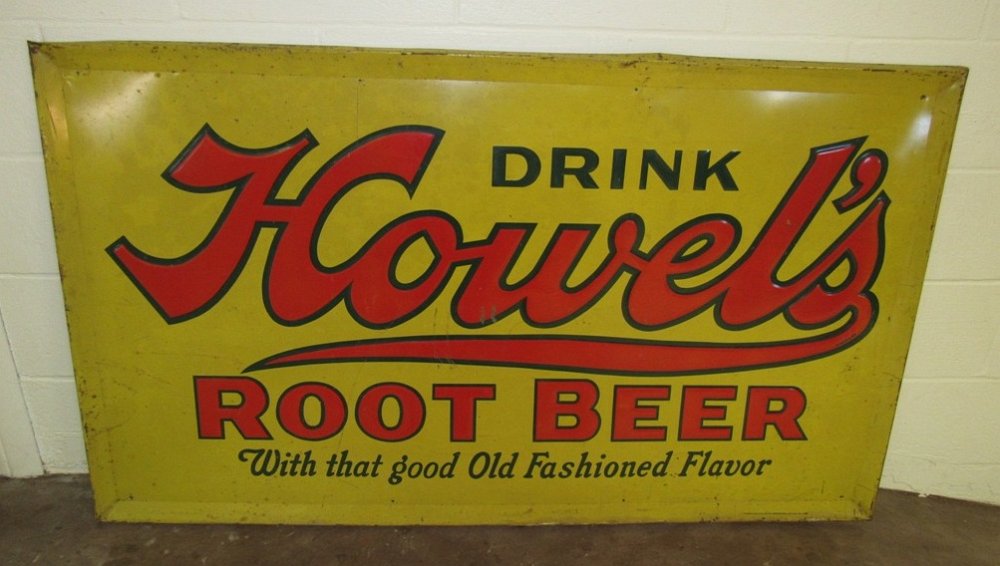 DRINK
Howel's
ROOT BEER
With that good Old Fashioned Flavor